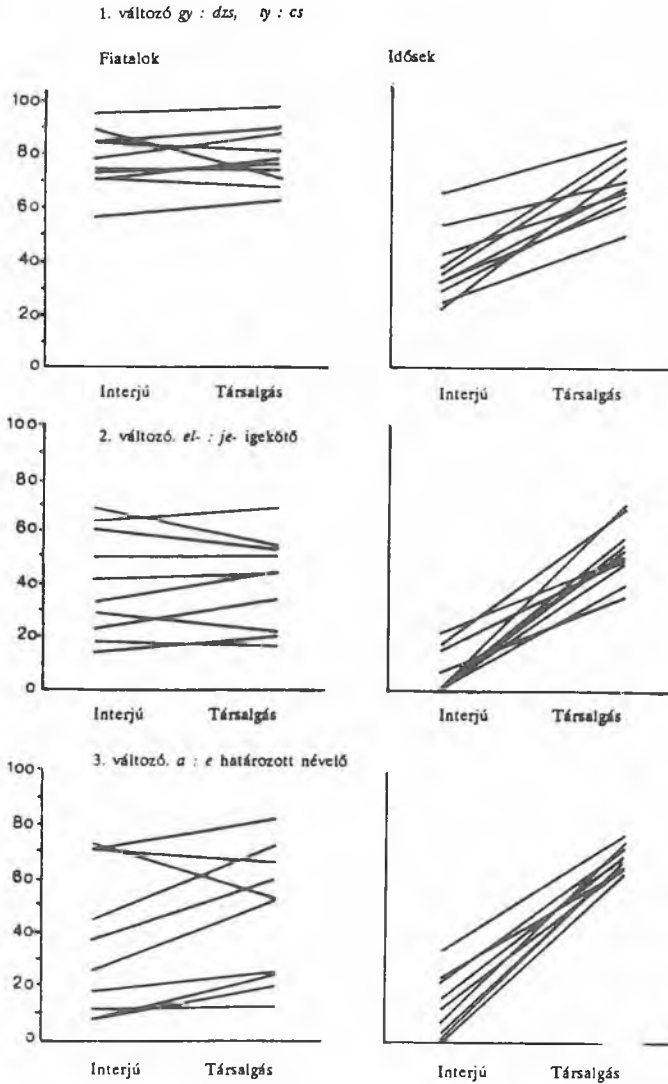 1. változó gy : dzs, ty : cs
Fiatalok
Idősek
100
80
60
40
20
0
Interjú Társalgás
Interjú Társalgás
2. változó. el- : je- igekötő
100
80
60
40
20
0
Interjú Társalgás
Interjú Társalgás
3. változó. a : e határozott névelő
100
80
60
40
20
0
Interjú Társalgás
Interjú Társalgás